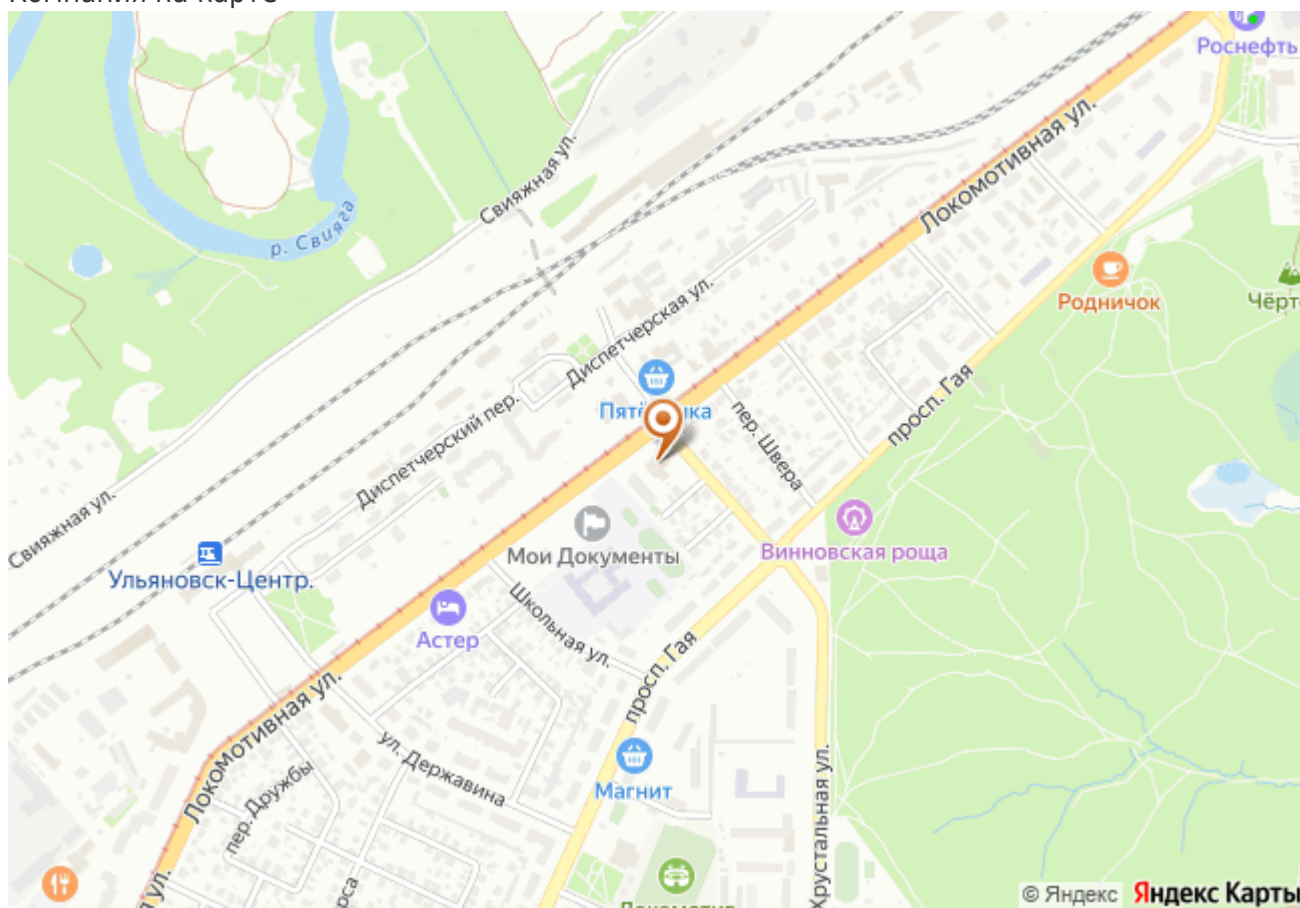 Роснефть
Локомотивная ул.
Свияжная ул.
р. Свияга
Родничок
Диспетчерская ул.
просп. Гая
Диспетчерский пер.
пер. Швера
Свияжная ул.
Мои Документы
Винновская роща
Ульяновск-Центр.
Школьная ул.
Астер
просп. Гая
Локомотивная ул.
ул. Державина
пер. Дружбы
Магнит
Хрустальная ул.
© Яндекс Яндекс Карты